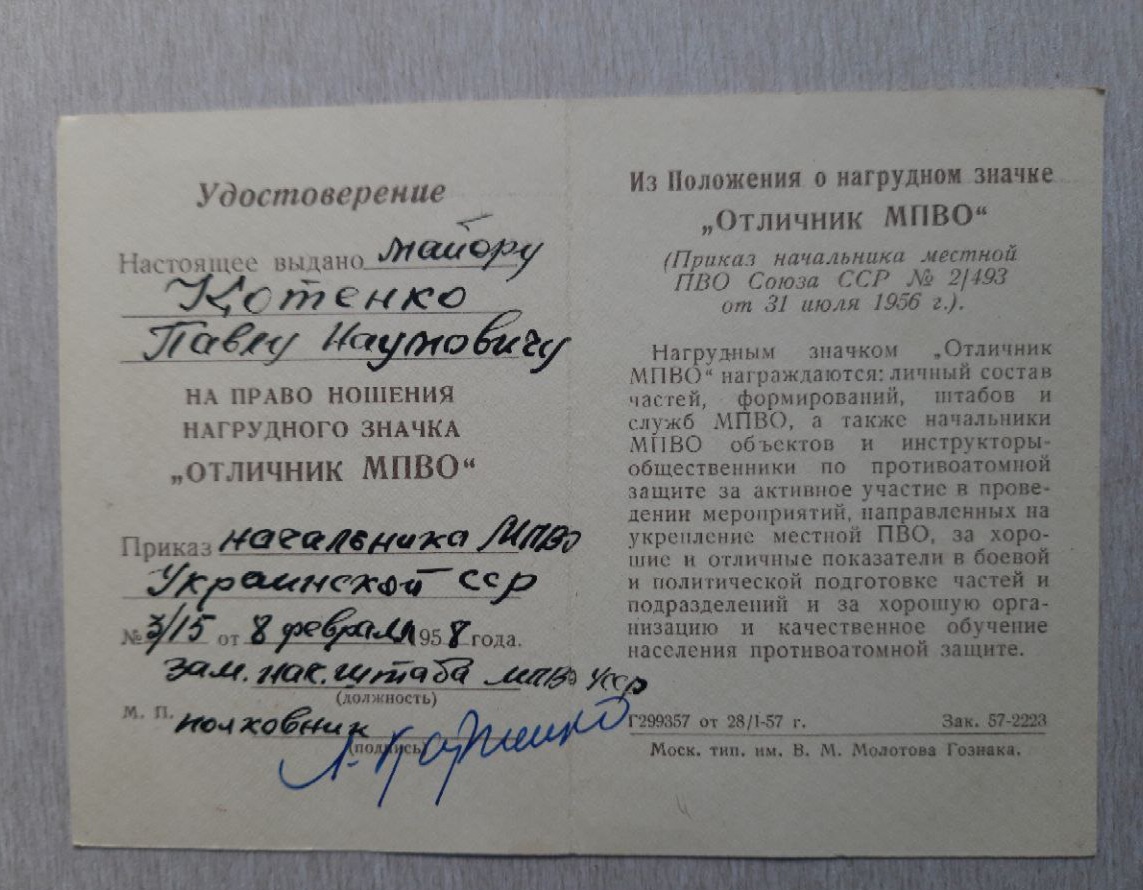 Удостоверение
Настоящее выдано майору
Котенко
Павлу Наумовичу
НА ПРАВО НОШЕНИЯ
НАГРУДНОГО ЗНАЧКА
„ОТЛИЧНИК МПВО“
Приказ начальника МПВО
Украинской ССР
№ 3/15 от 8 февраля 1958 года.
зам. нач. штаба МПВО УССР
(должность)
М. П. полковник
(подпись)
Из Положения о нагрудном значке
„ОТЛИЧНИК МПВО“
(Приказ начальника местной
ПВО Союза ССР № 2/493
от 31 июля 1956 г.).
Нагрудным значком „Отличник
МПВО“ награждаются: личный состав
частей, формирований, штабов и
служб МПВО, а также начальники
МПВО объектов и инструкторы-
общественники по противоатомной
защите за активное участие в прове-
дении мероприятий, направленных на
укрепление местной ПВО, за хоро-
шие и отличные показатели в боевой
и политической подготовке частей и
подразделений и за хорошую орга-
низацию и качественное обучение
населения противоатомной защите.
Г299357 от 28/I-57 г. Зак. 57-2223
Моск. тип. им. В. М. Молотова Гознака.